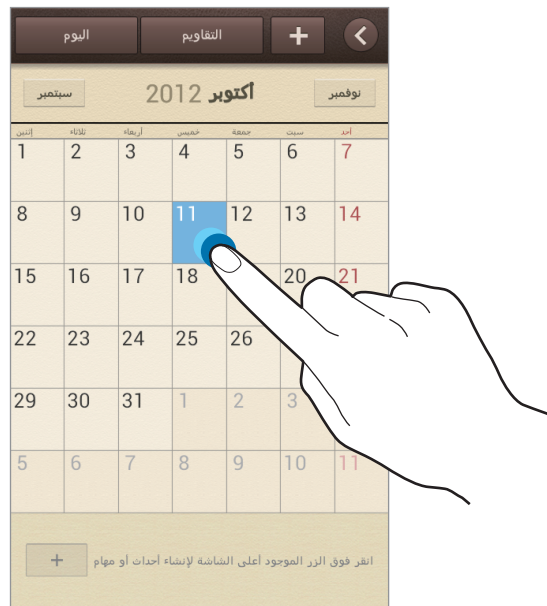 اليوم التقاويم + <
سبتمبر أكتوبر 2012 نوفمبر
إثنين ثلاثاء أربعاء خميس جمعة سبت أحد
1 2 3 4 5 6 7
8 9 10 11 12 13 14
15 16 17 18 20 21
22 23 24 25 26
29 30 31 1 2 3
5 6 7 8 9 10 11
+ انقر فوق الزر الموجود أعلى الشاشة لإنشاء أحداث أو مهام